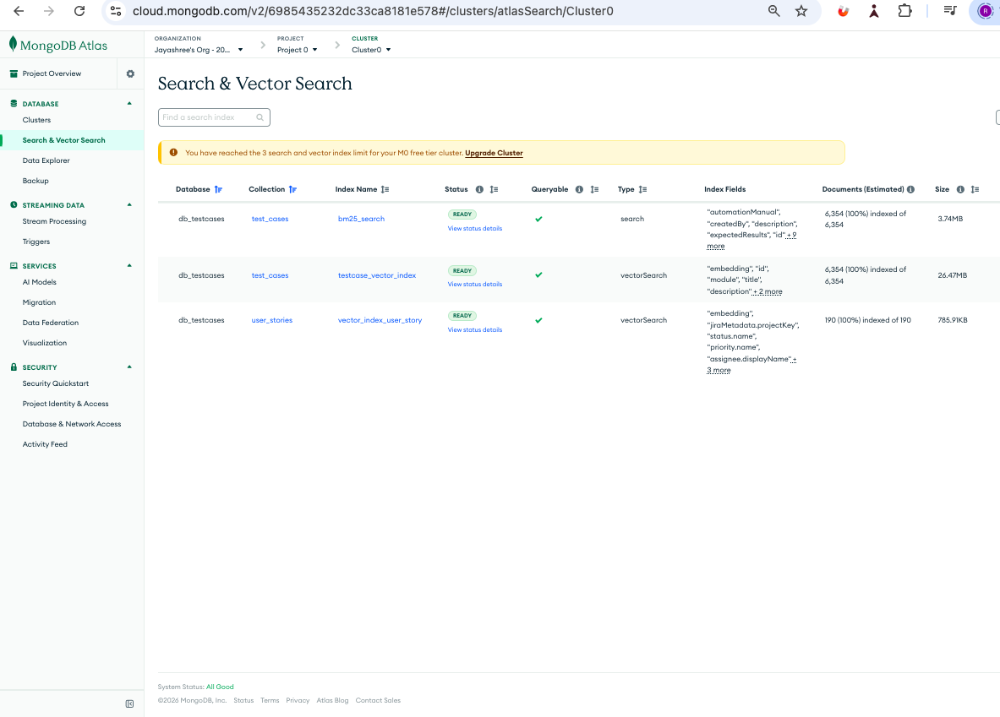 cloud.mongodb.com/v2/6985435232dc33ca8181e578#/clusters/atlasSearch/Cluster0
R
MongoDB Atlas
ORGANIZATION
Jayashree's Org - 20...
PROJECT
Project 0
CLUSTER
Cluster0
Project Overview
DATABASE
Clusters
Search & Vector Search
Data Explorer
Backup
STREAMING DATA
Stream Processing
Triggers
SERVICES
AI Models
Migration
Data Federation
Visualization
SECURITY
Security Quickstart
Project Identity & Access
Database & Network Access
Activity Feed
Search & Vector Search
Find a search index
You have reached the 3 search and vector index limit for your M0 free tier cluster. Upgrade Cluster
Database Collection Index Name Status Queryable Type Index Fields Documents (Estimated) Size
db_testcases test_cases bm25_search READY
View status details
search
"automationManual",
"createdBy", "description",
"expectedResults", "id" + 9
more
6,354 (100%) indexed of
6,354
3.74MB
db_testcases test_cases testcase_vector_index READY
View status details
vectorSearch
"embedding", "id",
"module", "title",
"description" + 2 more
6,354 (100%) indexed of
6,354
26.47MB
db_testcases user_stories vector_index_user_story READY
View status details
vectorSearch
"embedding",
"jiraMetadata.projectKey",
"status.name",
"priority.name",
"assignee.displayName" +
3 more
190 (100%) indexed of 190
785.91KB
System Status: All Good
©2026 MongoDB, Inc. Status Terms Privacy Atlas Blog Contact Sales